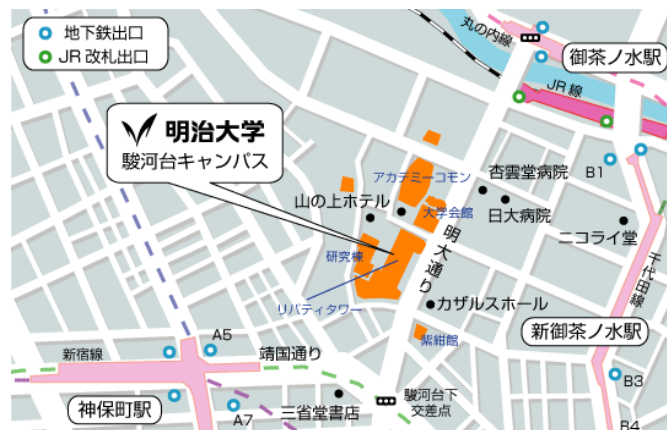 地下鉄出口
JR 改札出口
丸の内線
御茶ノ水駅
JR 線
明治大学
駿河台キャンパス
アカデミーコモン
杏雲堂病院
B1
山の上ホテル
大学会館
日大病院
ニコライ堂
研究棟
明大通り
千代田線
リバティタワー
カザルスホール
新御茶ノ水駅
紫紺館
A5
新宿線
靖国通り
B3
神保町駅
A7
三省堂書店
駿河台下
交差点
B4